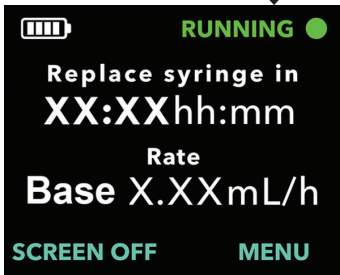 RUNNING
Replace syringe in
XX:XXhh:mm
Rate
Base X.XXmL/h
SCREEN OFF MENU